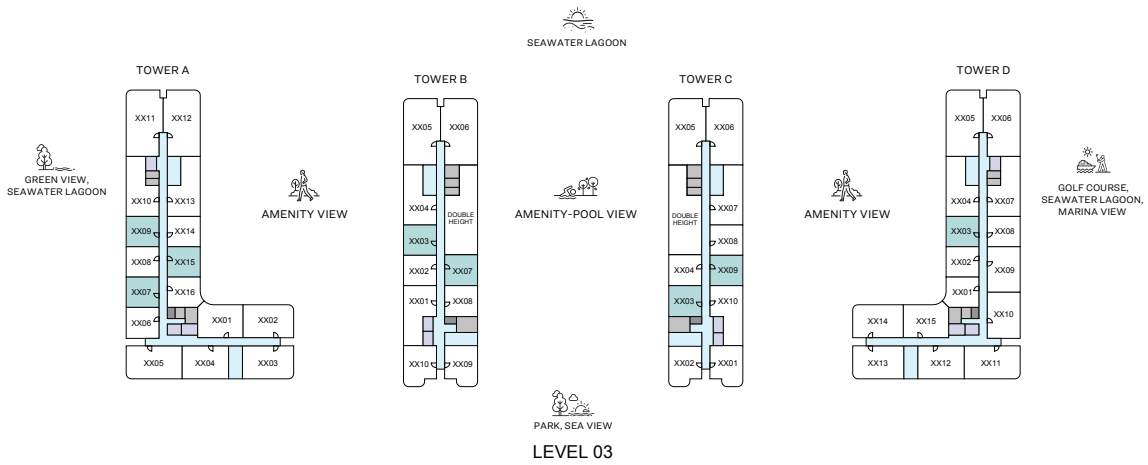 SEAWATER LAGOON
TOWER A
TOWER B
TOWER C
TOWER D
XX11
XX12
XX10
XX13
XX09
XX14
XX08
XX15
XX07
XX16
XX06
XX01
XX02
XX05
XX04
XX03
XX05
XX06
XX04
DOUBLE
HEIGHT
XX03
XX02
XX07
XX01
XX08
XX10
XX09
XX05
XX06
XX07
DOUBLE
HEIGHT
XX08
XX04
XX09
XX03
XX10
XX02
XX01
XX05
XX06
XX04
XX07
XX03
XX08
XX02
XX09
XX01
XX10
XX14
XX15
XX13
XX12
XX11
GREEN VIEW,
SEAWATER LAGOON
AMENITY VIEW
AMENITY-POOL VIEW
AMENITY VIEW
GOLF COURSE,
SEAWATER LAGOON,
MARINA VIEW
PARK, SEA VIEW
LEVEL 03